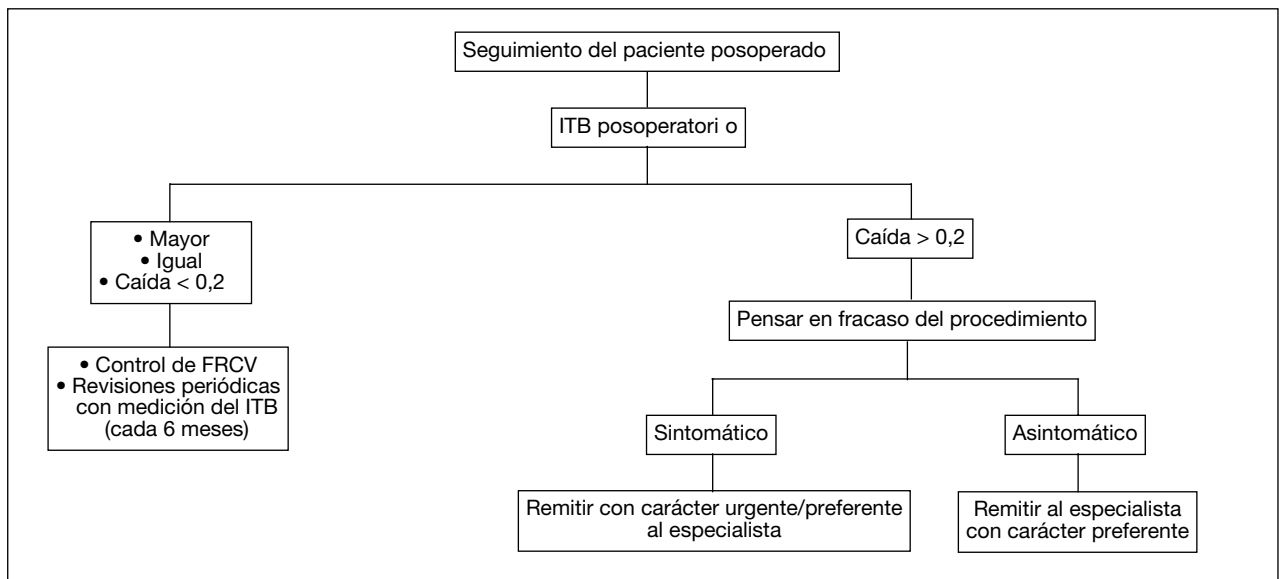 Seguimiento del paciente posoperado
ITB posoperatori o
• Mayor
• Igual
• Caída < 0,2
• Control de FRCV
• Revisiones periódicas
con medición del ITB
(cada 6 meses)
Caída > 0,2
Pensar en fracaso del procedimiento
Sintomático
Remitir con carácter urgente/preferente
al especialista
Asintomático
Remitir al especialista
con carácter preferente